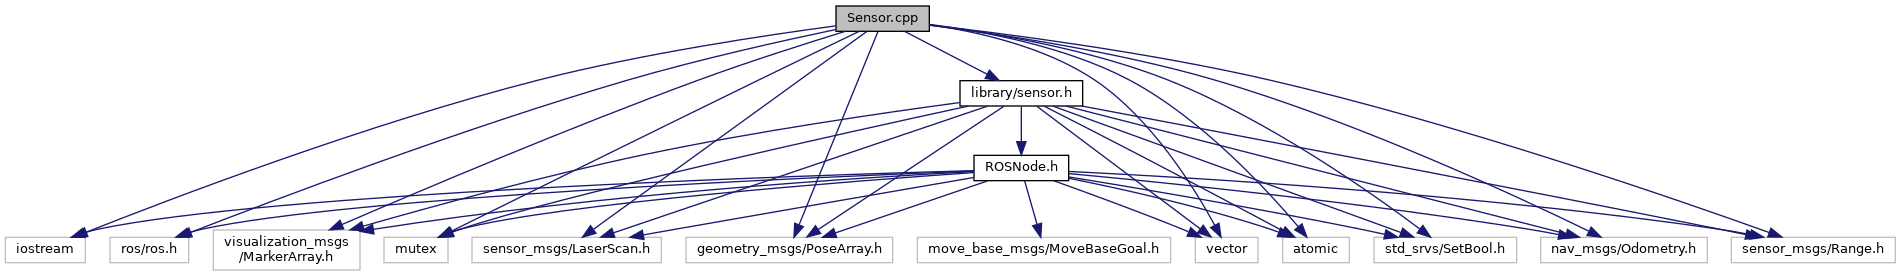 Sensor.cpp
library/sensor.h
ROSNode.h
iostream
ros/ros.h
visualization_msgs
/MarkerArray.h
mutex
sensor_msgs/LaserScan.h
geometry_msgs/PoseArray.h
move_base_msgs/MoveBaseGoal.h
vector
atomic
std_srvs/SetBool.h
nav_msgs/Odometry.h
sensor_msgs/Range.h